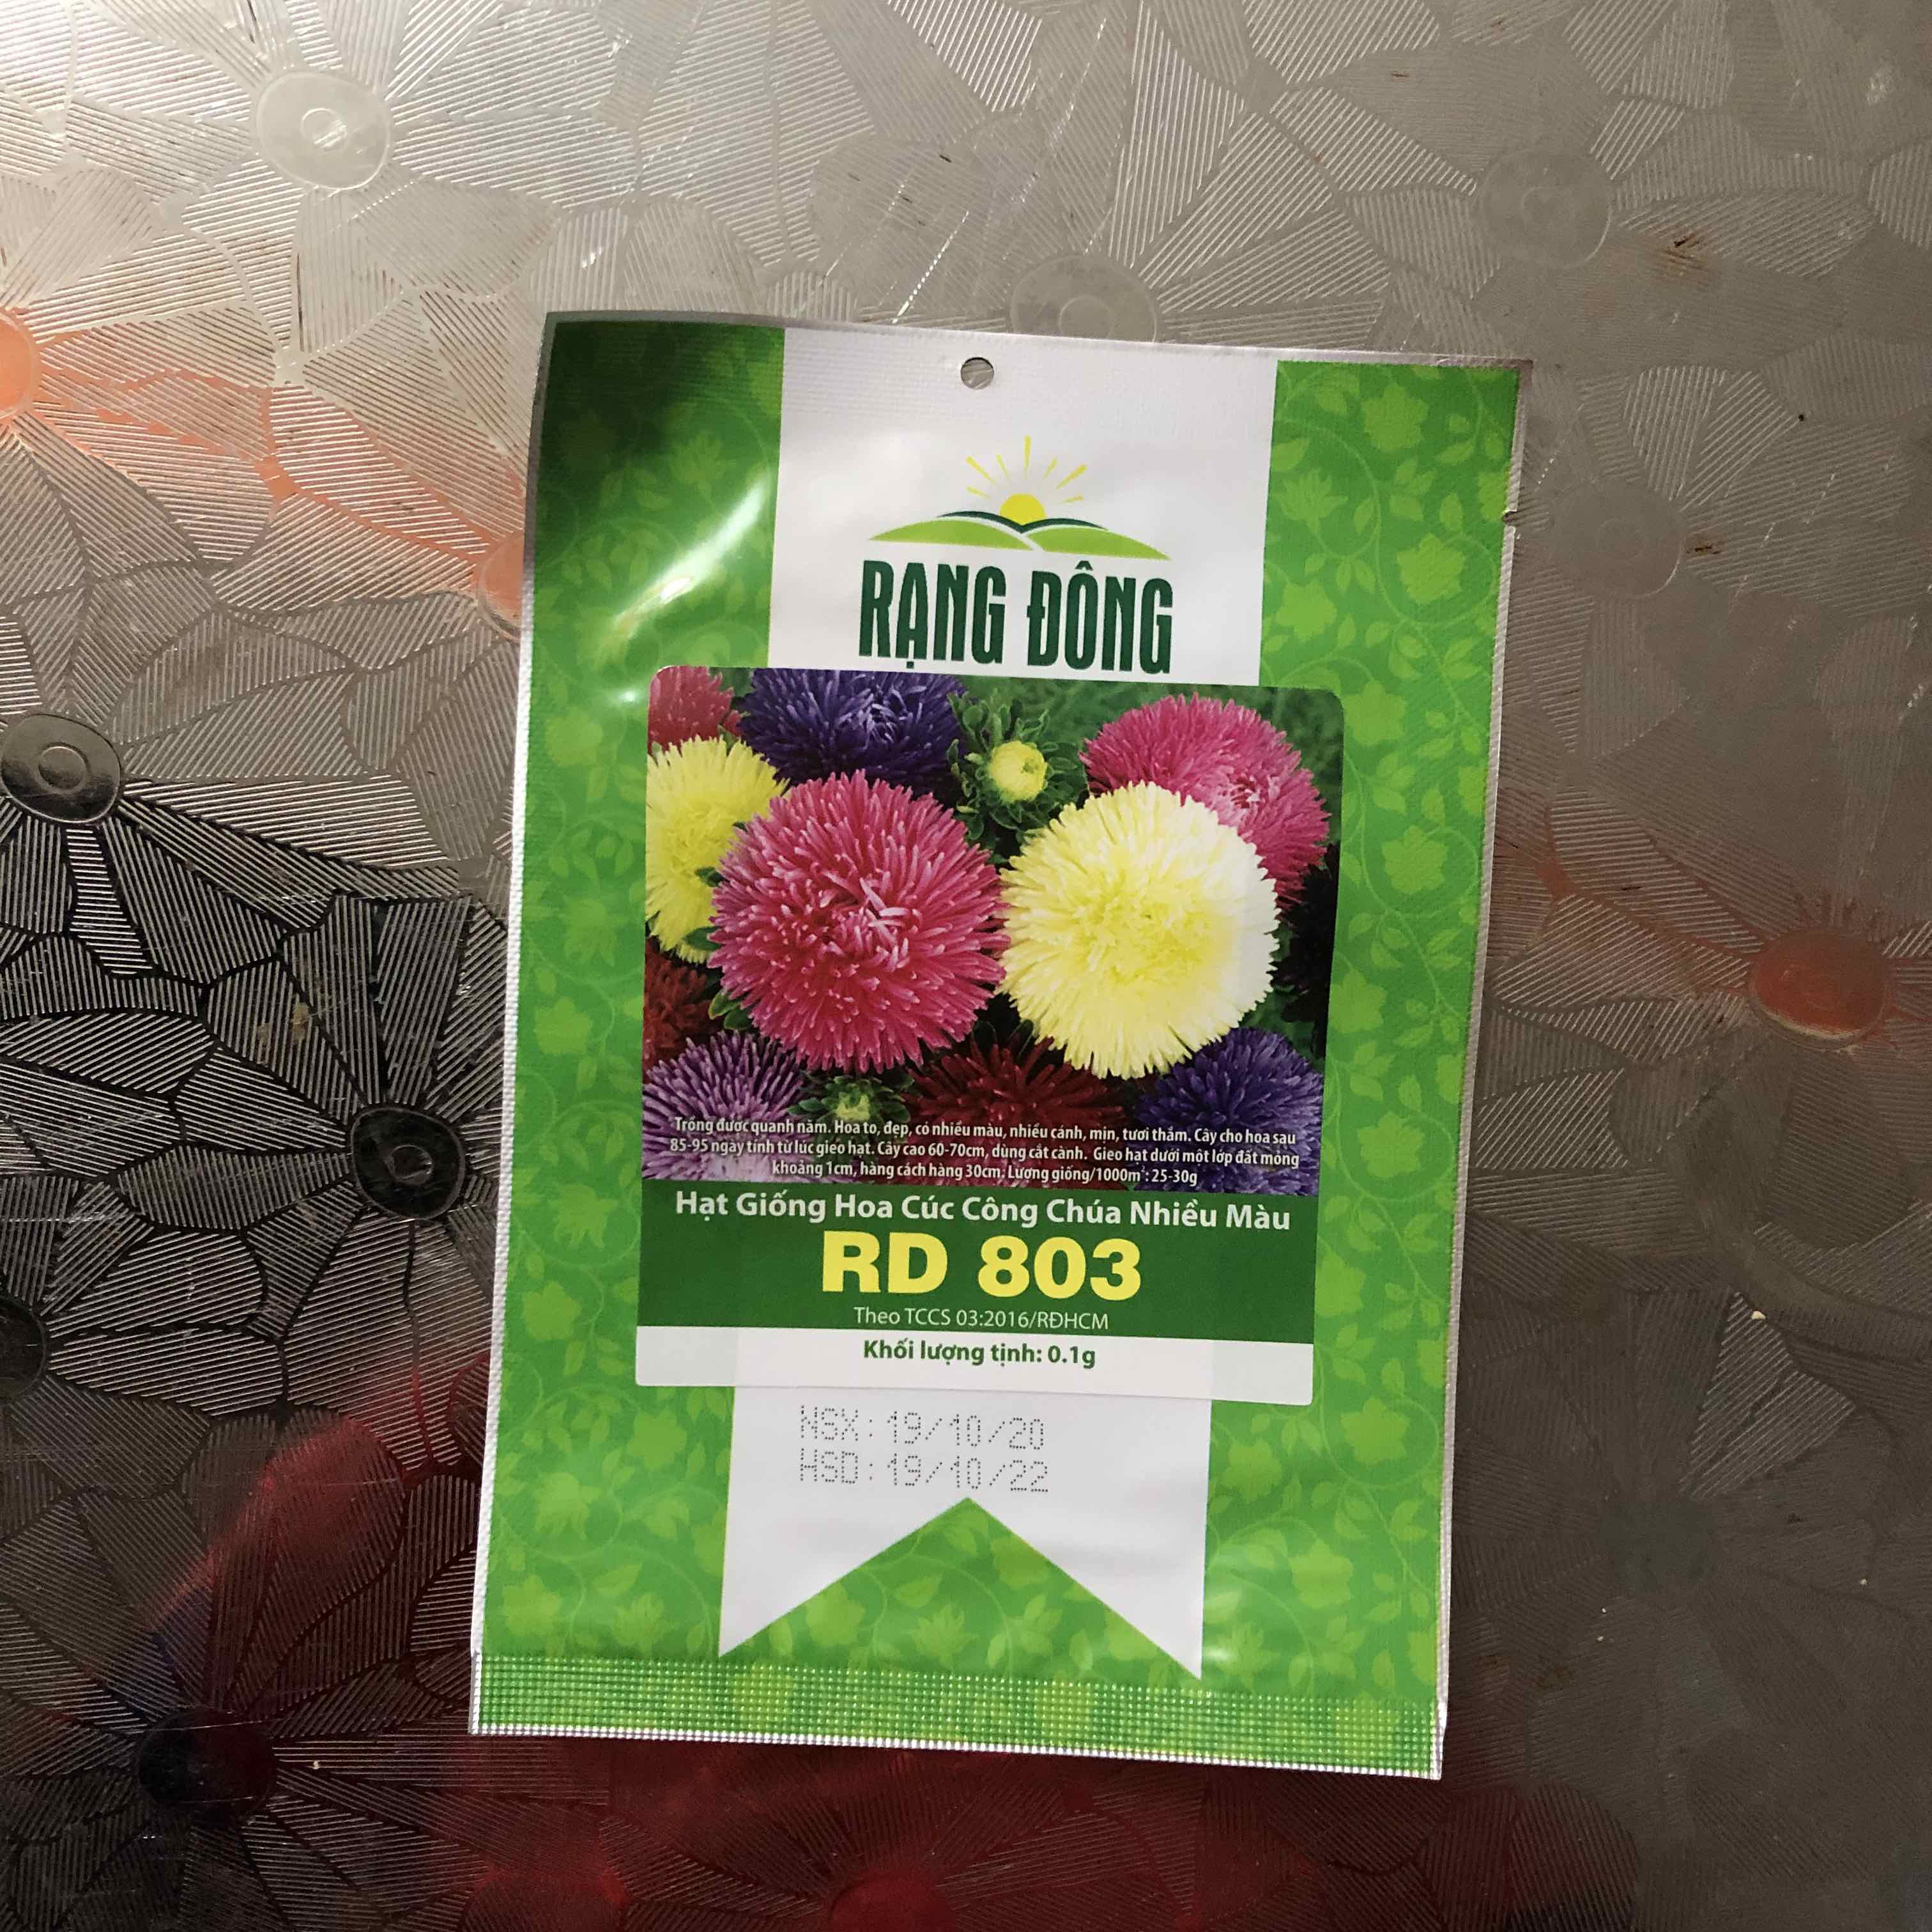 RẠNG ĐÔNG
Trồng được quanh năm. Hoa to, đẹp, có nhiều màu, nhiều cánh, mịn, tươi thắm. Cây cho hoa sau
85-95 ngày tính từ lúc gieo hạt. Cây cao 60-70cm, dùng cắt cành. Gieo hạt dưới một lớp đất mỏng
khoảng 1cm, hàng cách hàng 30cm. Lượng giống/1000m²: 25-30g
Hạt Giống Hoa Cúc Công Chúa Nhiều Màu
RD 803
Theo TCCS 03:2016/RĐHCM
Khối lượng tịnh: 0.1g
NSX: 19/10/20
HSD: 19/10/22